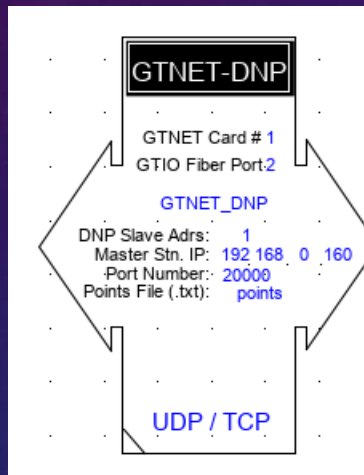 GTNET-DNP
GTNET Card # 1
GTIO Fiber Port 2
GTNET_DNP
DNP Slave Adrs: 1
Master Stn. IP: 192 168 0 160
Port Number: 20000
Points File (.txt): points
UDP / TCP